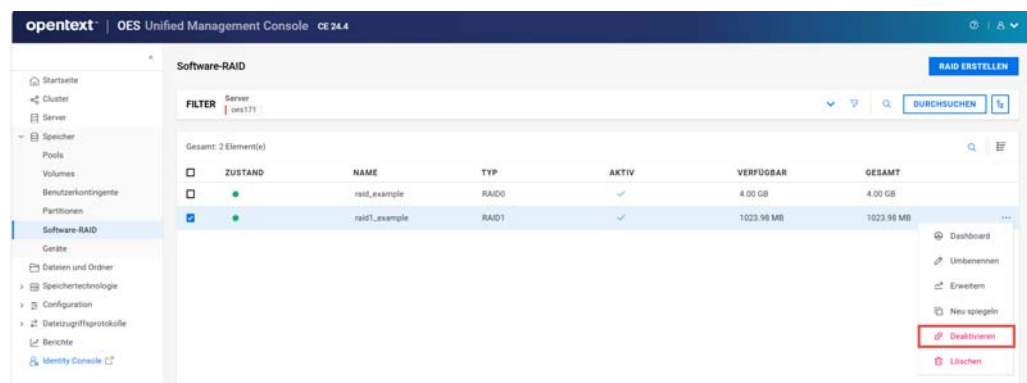 opentext™ | OES Unified Management Console CE 24.4
Software-RAID
RAID ERSTELLEN
Startseite
Cluster
Server
Speicher
Pools
Volumes
Benutzerkontingente
Partitionen
Software-RAID
Geräte
Dateien und Ordner
Speichertechnologie
Configuration
Dateizugriffsprotokolle
Berichte
Identity Console
FILTER Server oes171 DURCHSUCHEN
Gesamt: 2 Element(e)
ZUSTAND NAME TYP AKTIV VERFÜGBAR GESAMT
raid_example RAID0 4.00 GB 4.00 GB
raid1_example RAID1 1023.98 MB 1023.98 MB
Dashboard
Umbenennen
Erweitern
Neu spiegeln
Deaktivieren
Löschen